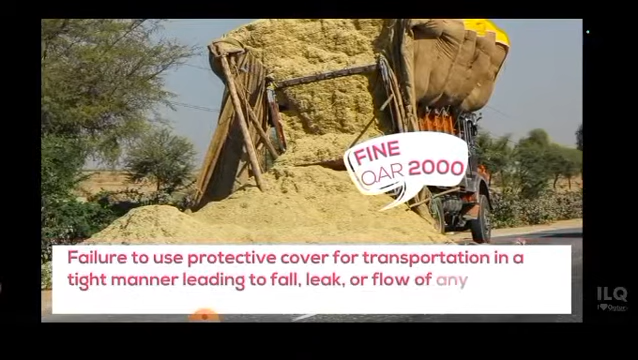 FINE
QAR 2000
Failure to use protective cover for transportation in a
tight manner leading to fall, leak, or flow of any
ILQ
I ❤ Qatar